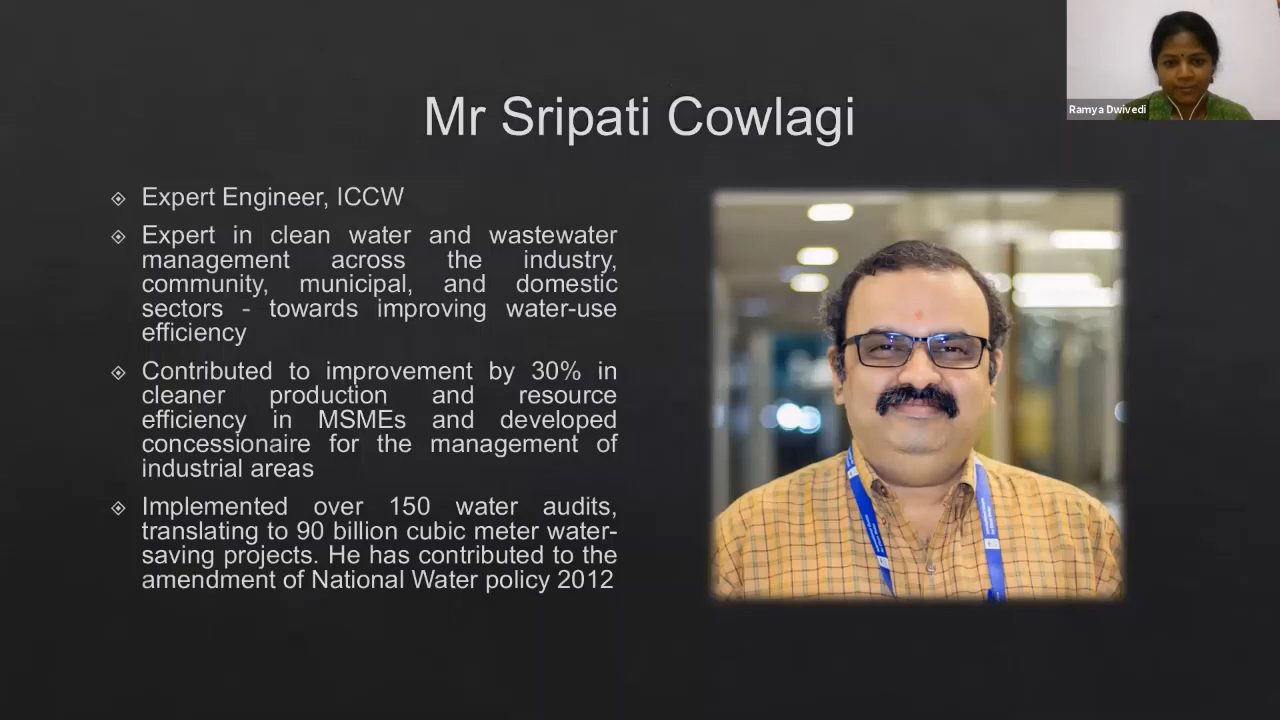 Mr Sripati Cowlagi
Ramya Dwivedi
Expert Engineer, ICCW
Expert in clean water and wastewater
management across the industry,
community, municipal, and domestic
sectors - towards improving water-use
efficiency
Contributed to improvement by 30% in
cleaner production and resource
efficiency in MSMEs and developed
concessionaire for the management of
industrial areas
Implemented over 150 water audits,
translating to 90 billion cubic meter water-
saving projects. He has contributed to the
amendment of National Water policy 2012